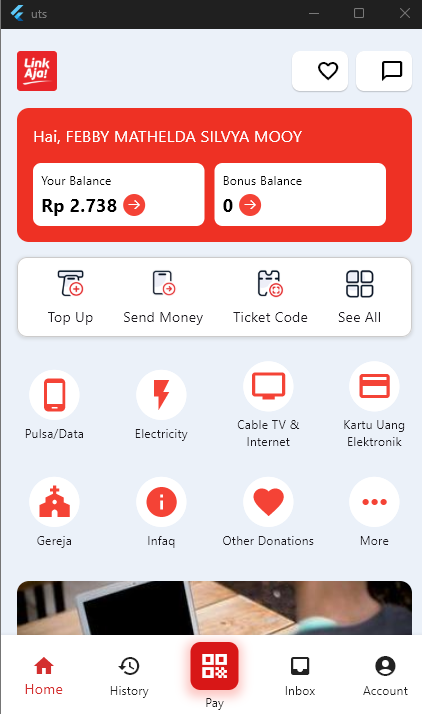 uts
Link
Aja!
Hai, FEBBY MATHELDA SILVYA MOOY
Your Balance
Rp 2.738
Bonus Balance
0
Top Up
Send Money
Ticket Code
See All
Pulsa/Data
Electricity
Cable TV &
Internet
Kartu Uang
Elektronik
Gereja
Infaq
Other Donations
More
Home
History
Pay
Inbox
Account